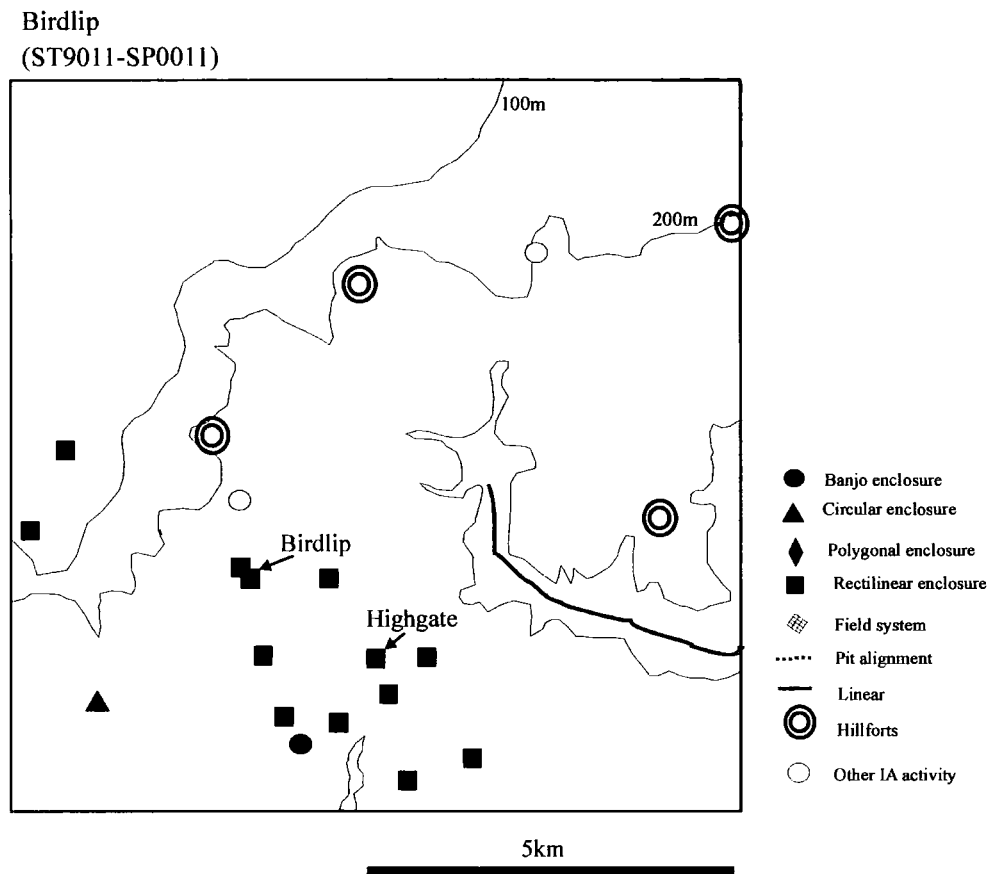 Birdlip
(ST9011-SP0011)
100m
200m
Birdlip
Highgate
Banjo enclosure
Circular enclosure
Polygonal enclosure
Rectilinear enclosure
Field system
Pit alignment
Linear
Hillforts
Other IA activity
5km